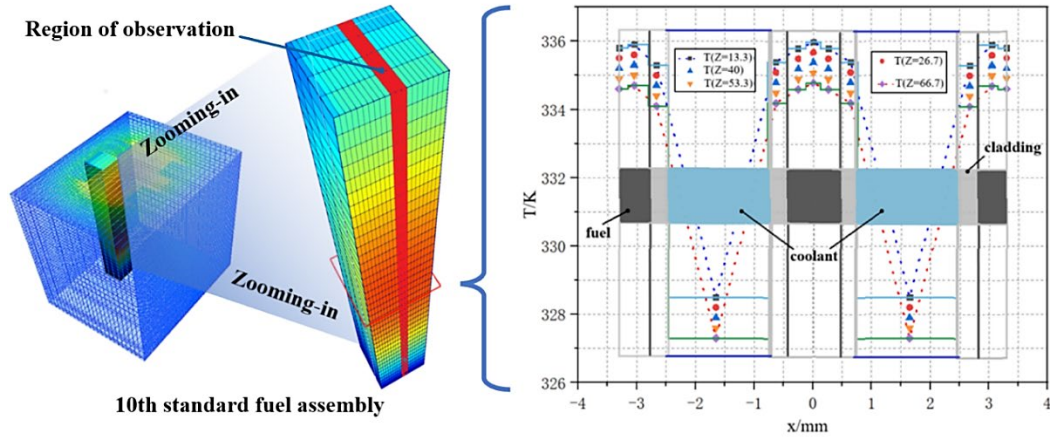 Region of observation
Zooming-in
Zooming-in
10th standard fuel assembly
T/K
336
334
332
330
328
326
T(Z=13.3)
T(Z=40)
T(Z=53.3)
T(Z=26.7)
T(Z=66.7)
cladding
fuel
coolant
−4 −3 −2 −1 0 1 2 3 4
x/mm